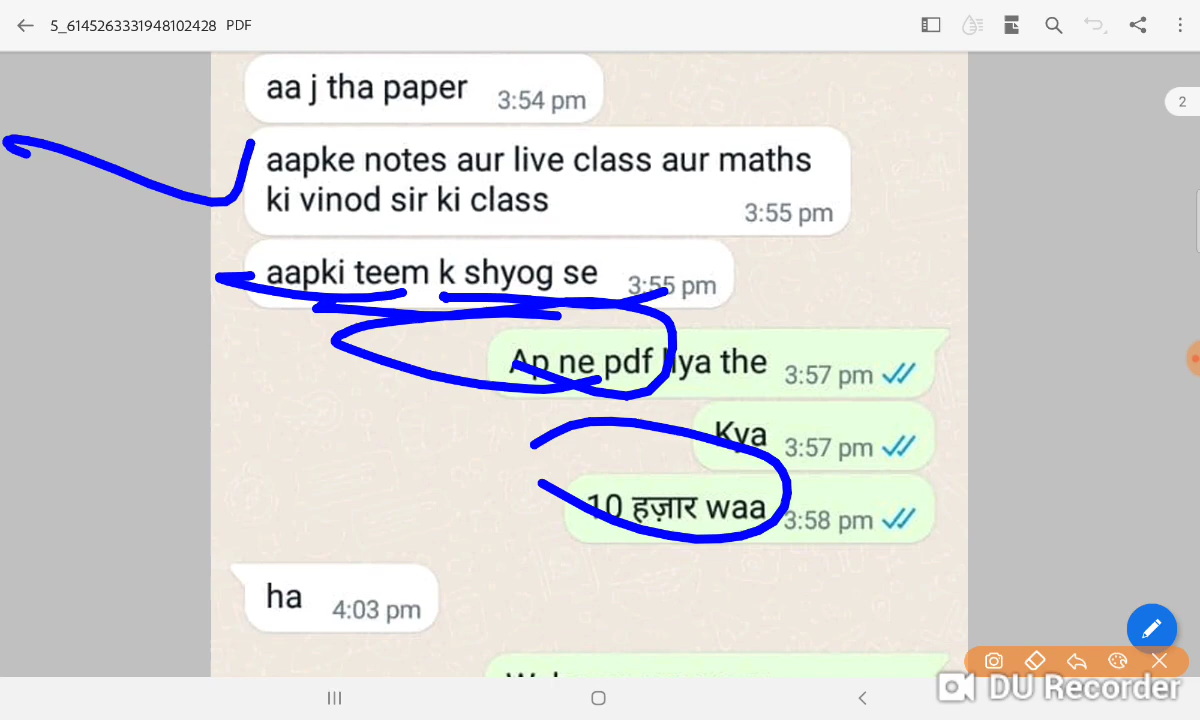 5_6145263331948102428 PDF
2
aa j tha paper 3:54 pm
aapke notes aur live class aur maths
ki vinod sir ki class 3:55 pm
aapki teem k shyog se 3:55 pm
Ap ne pdf liya the 3:57 pm
Kya 3:57 pm
10 हज़ार waa 3:58 pm
ha 4:03 pm
DU Recorder